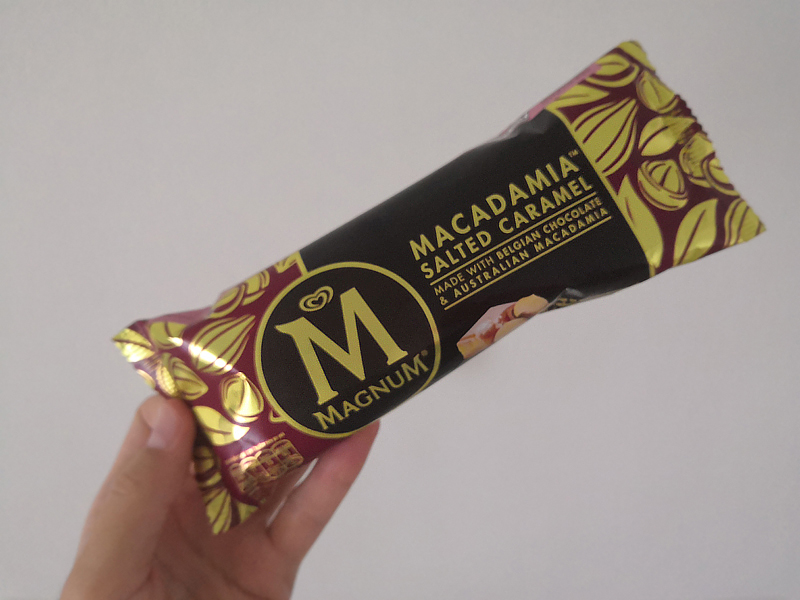 MACADAMIA™
SALTED CARAMEL
MADE WITH BELGIAN CHOCOLATE
& AUSTRALIAN MACADAMIA
M
MAGNUM®